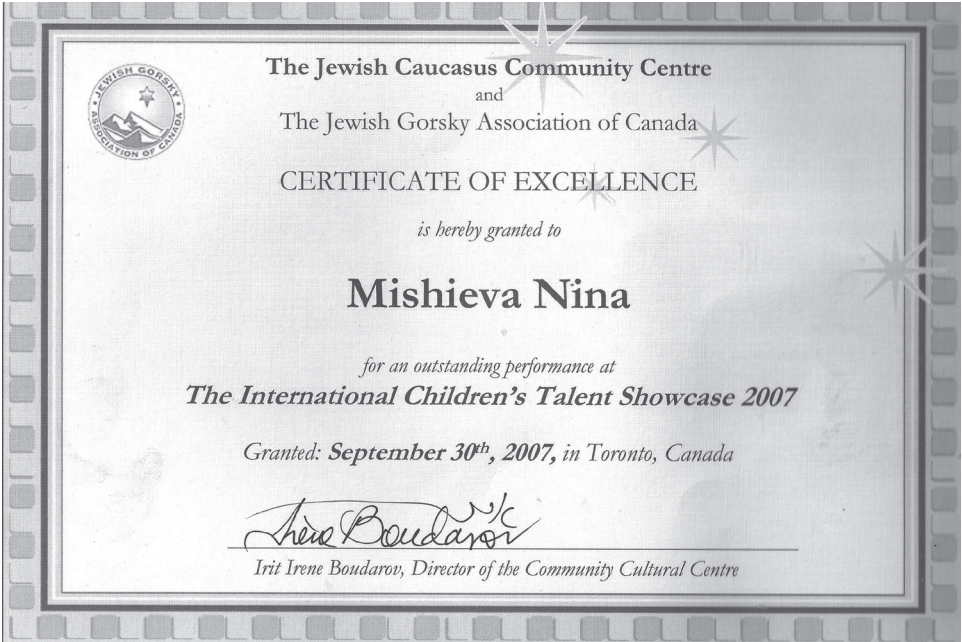 JEWISH GORSKY
ASSOCIATION OF CANADA
The Jewish Caucasus Community Centre
and
The Jewish Gorsky Association of Canada
CERTIFICATE OF EXCELLENCE
is hereby granted to
Mishieva Nina
for an outstanding performance at
The International Children's Talent Showcase 2007
Granted: September 30th, 2007, in Toronto, Canada
Irene Boudarov
Irit Irene Boudarov, Director of the Community Cultural Centre